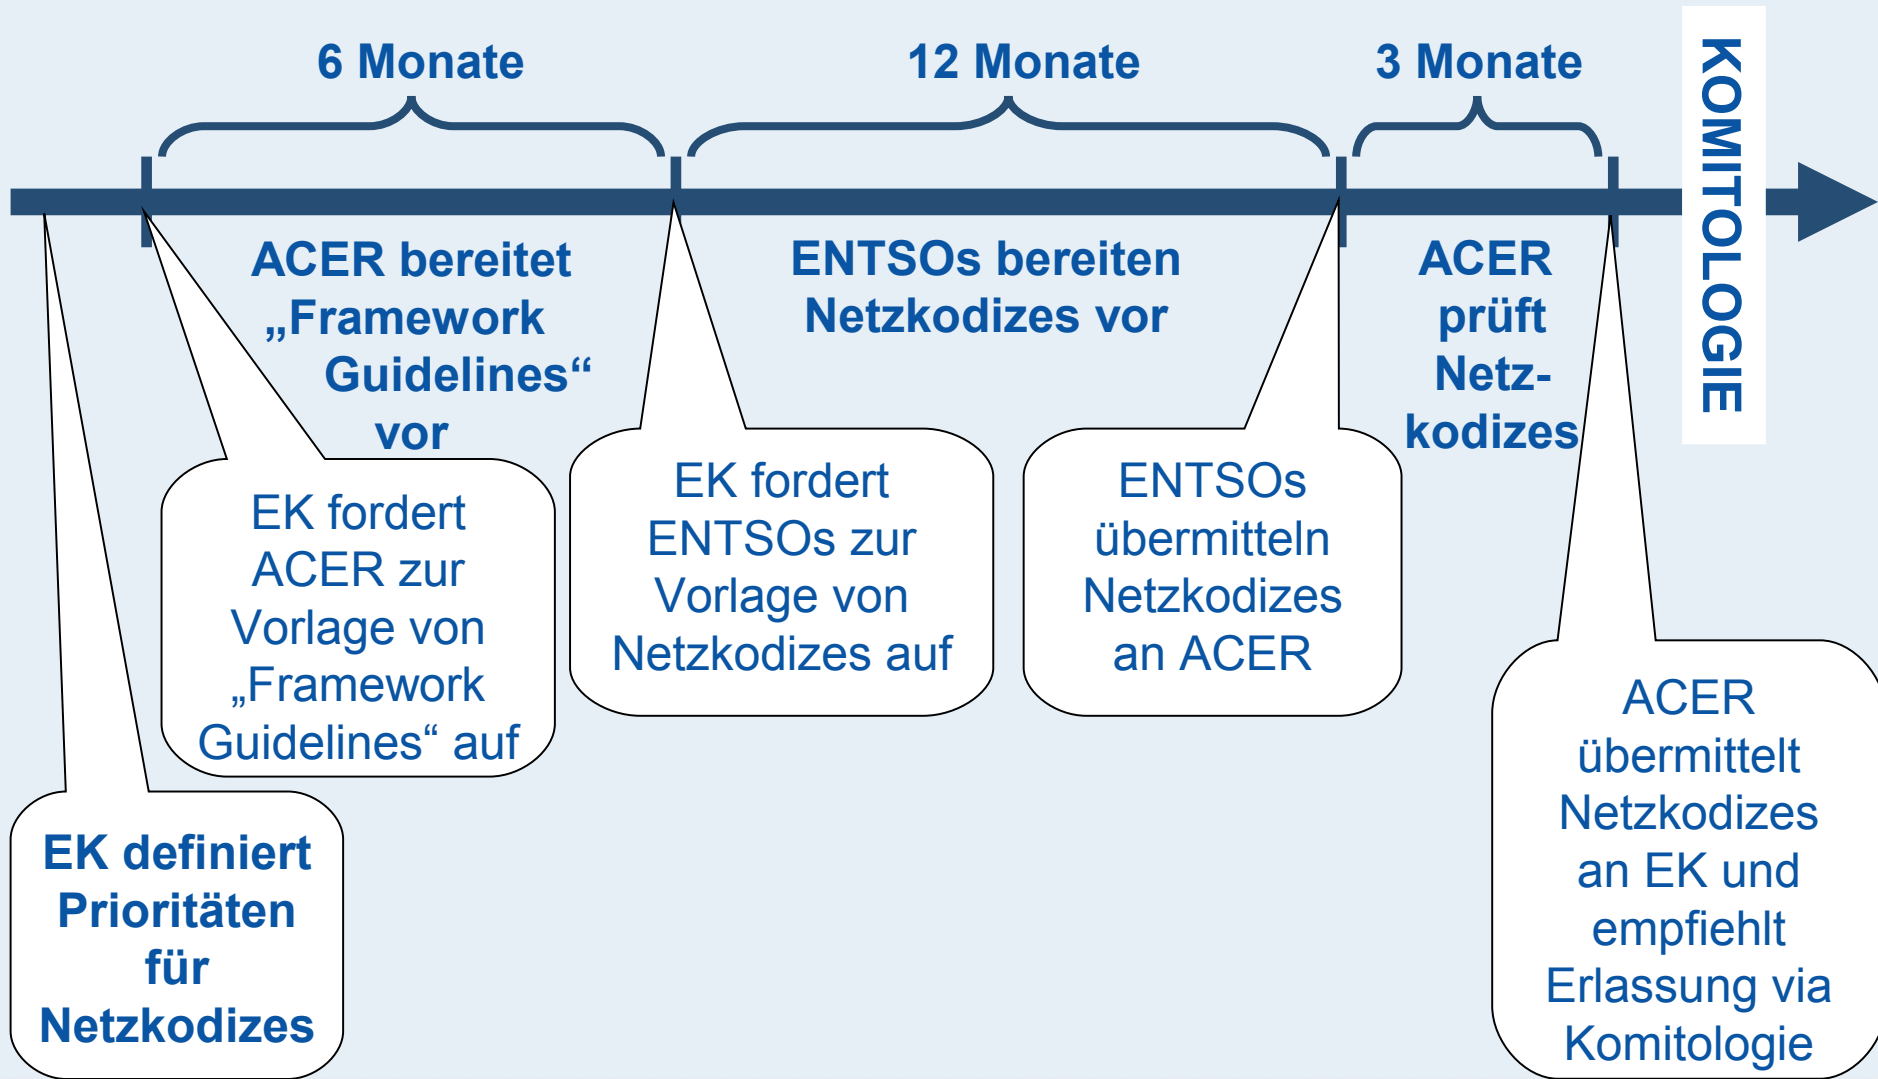 6 Monate
12 Monate
3 Monate
KOMITOLOGIE
ACER bereitet
„Framework
Guidelines“
vor
ENTSOs bereiten
Netzkodizes vor
ACER
prüft
Netz-
kodizes
EK definiert
Prioritäten
für
Netzkodizes
EK fordert
ACER zur
Vorlage von
„Framework
Guidelines“ auf
EK fordert
ENTSOs zur
Vorlage von
Netzkodizes auf
ENTSOs
übermitteln
Netzkodizes
an ACER
ACER
übermittelt
Netzkodizes
an EK und
empfiehlt
Erlassung via
Komitologie